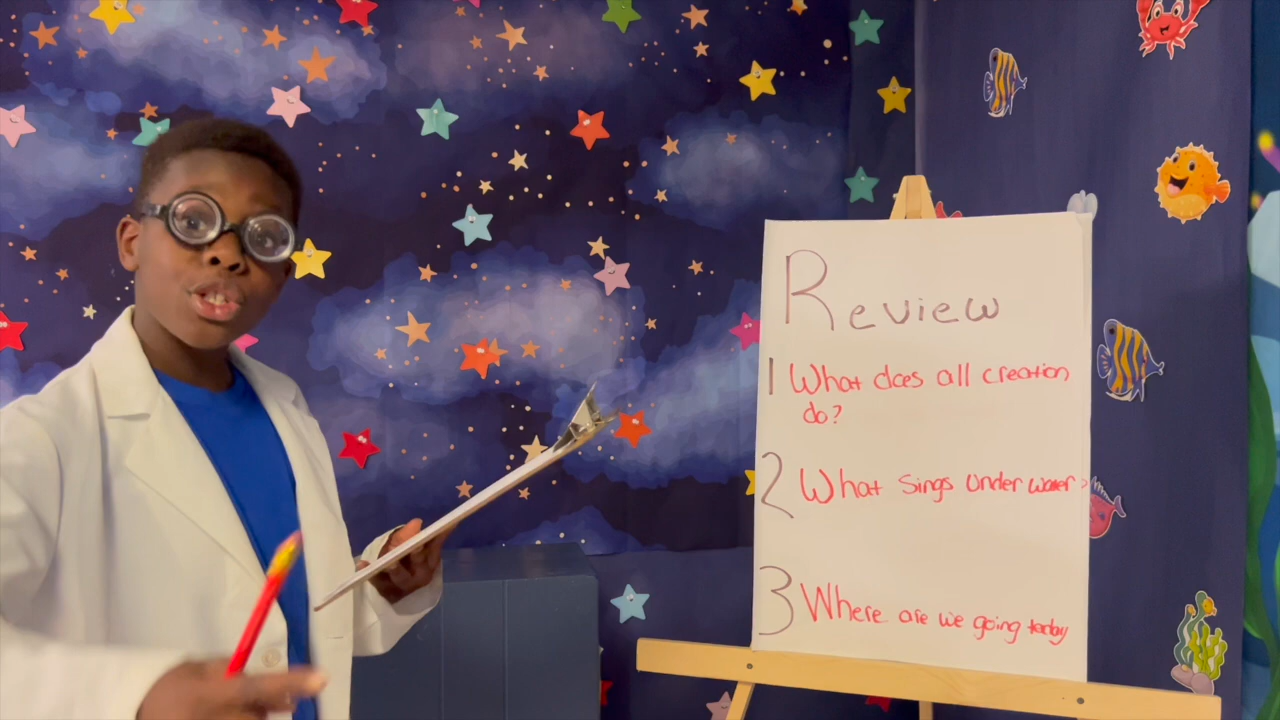 Review
1 What does all creation
do?
2 What sings under water?
3 Where are we going today